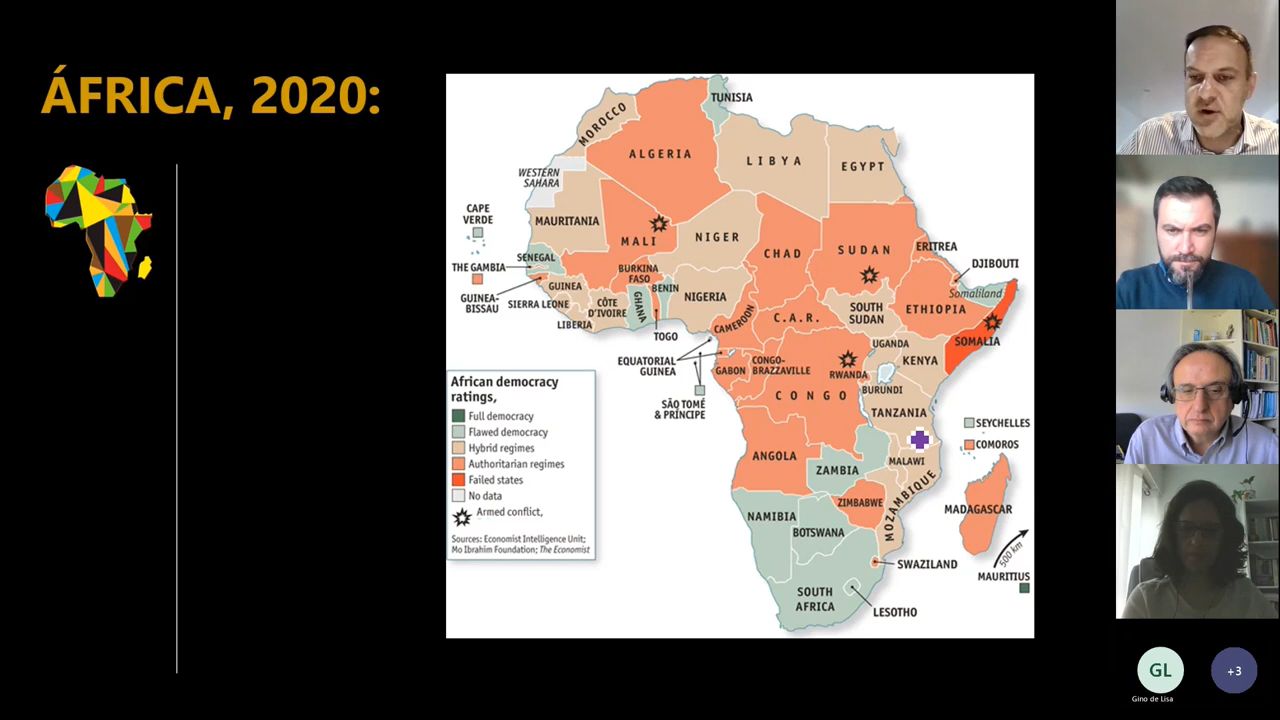 ÁFRICA, 2020:
TUNISIA
MOROCCO
ALGERIA
LIBYA
EGYPT
WESTERN
SAHARA
CAPE
VERDE
MAURITANIA
MALI
NIGER
CHAD
SUDAN
ERITREA
DJIBOUTI
SENEGAL
THE GAMBIA
BURKINA
FASO
BENIN
GUINEA-
BISSAU
GUINEA
SIERRA LEONE
CÔTE
D'IVOIRE
GHANA
NIGERIA
Somaliland
LIBERIA
TOGO
CAMEROON
C.A.R.
SOUTH
SUDAN
ETHIOPIA
SOMALIA
EQUATORIAL
GUINEA
GABON
CONGO-
BRAZZAVILLE
UGANDA
KENYA
RWANDA
BURUNDI
CONGO
SÃO TOMÉ
& PRÍNCIPE
TANZANIA
SEYCHELLES
COMOROS
ANGOLA
ZAMBIA
MALAWI
MOZAMBIQUE
ZIMBABWE
MADAGASCAR
NAMIBIA
BOTSWANA
500 km
SWAZILAND
MAURITIUS
SOUTH
AFRICA
LESOTHO
African democracy
ratings,
Full democracy
Flawed democracy
Hybrid regimes
Authoritarian regimes
Failed states
No data
Armed conflict,
Sources: Economist Intelligence Unit;
Mo Ibrahim Foundation; The Economist
GL
+3
Gino de Lisa